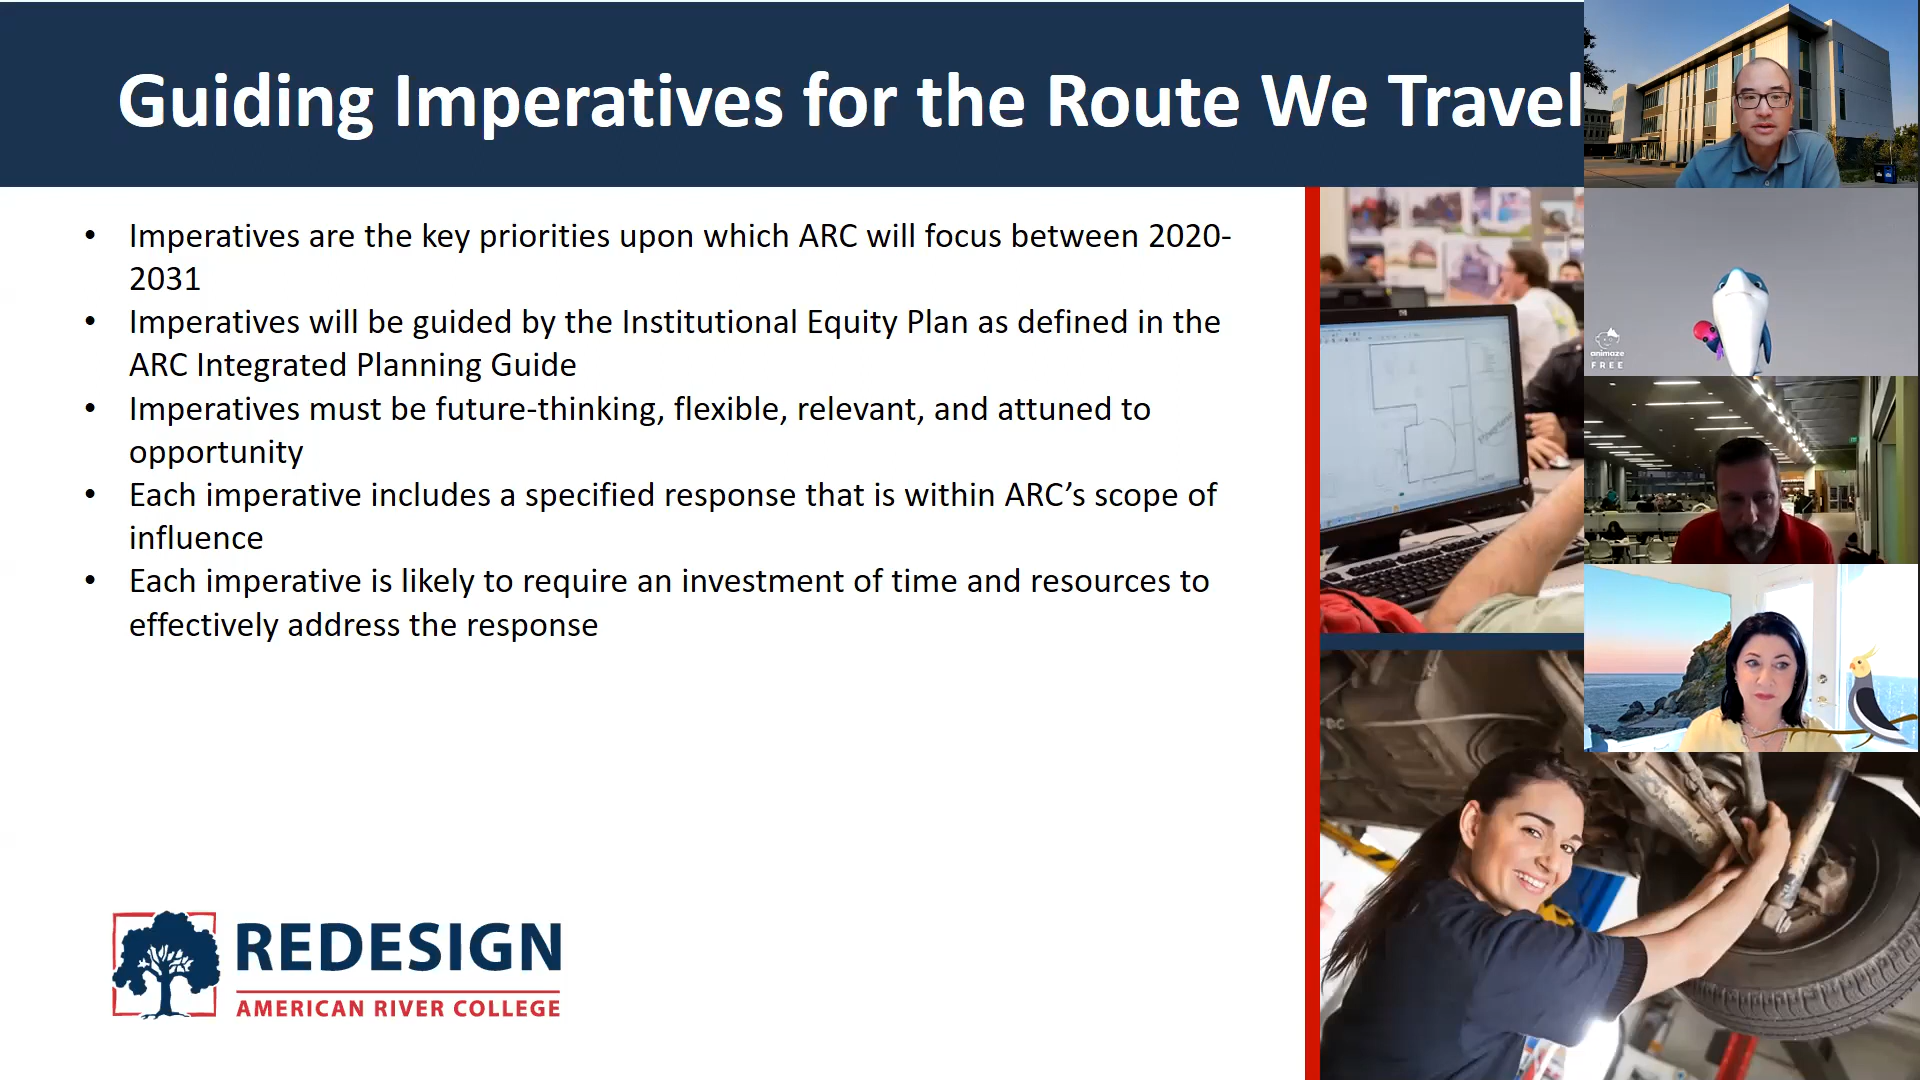 Guiding Imperatives for the Route We Travel
• Imperatives are the key priorities upon which ARC will focus between 2020-
2031
• Imperatives will be guided by the Institutional Equity Plan as defined in the
ARC Integrated Planning Guide
• Imperatives must be future-thinking, flexible, relevant, and attuned to
opportunity
• Each imperative includes a specified response that is within ARC’s scope of
influence
• Each imperative is likely to require an investment of time and resources to
effectively address the response
animaze
FREE
REDESIGN
AMERICAN RIVER COLLEGE